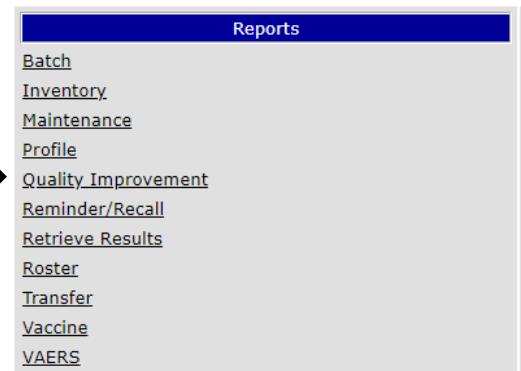 Reports
Batch
Inventory
Maintenance
Profile
Quality Improvement
Reminder/Recall
Retrieve Results
Roster
Transfer
Vaccine
VAERS